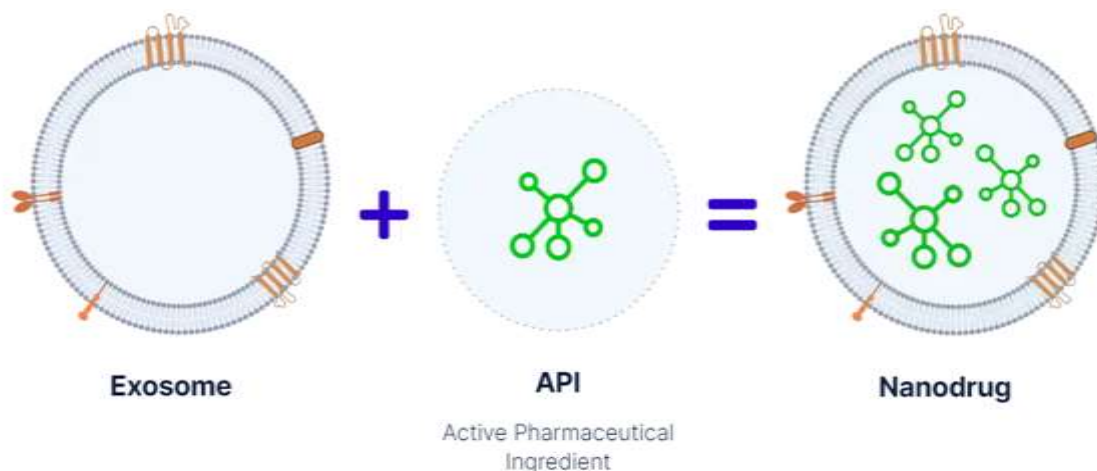 Exosome
+
API
Active Pharmaceutical
Ingredient
=
Nanodrug